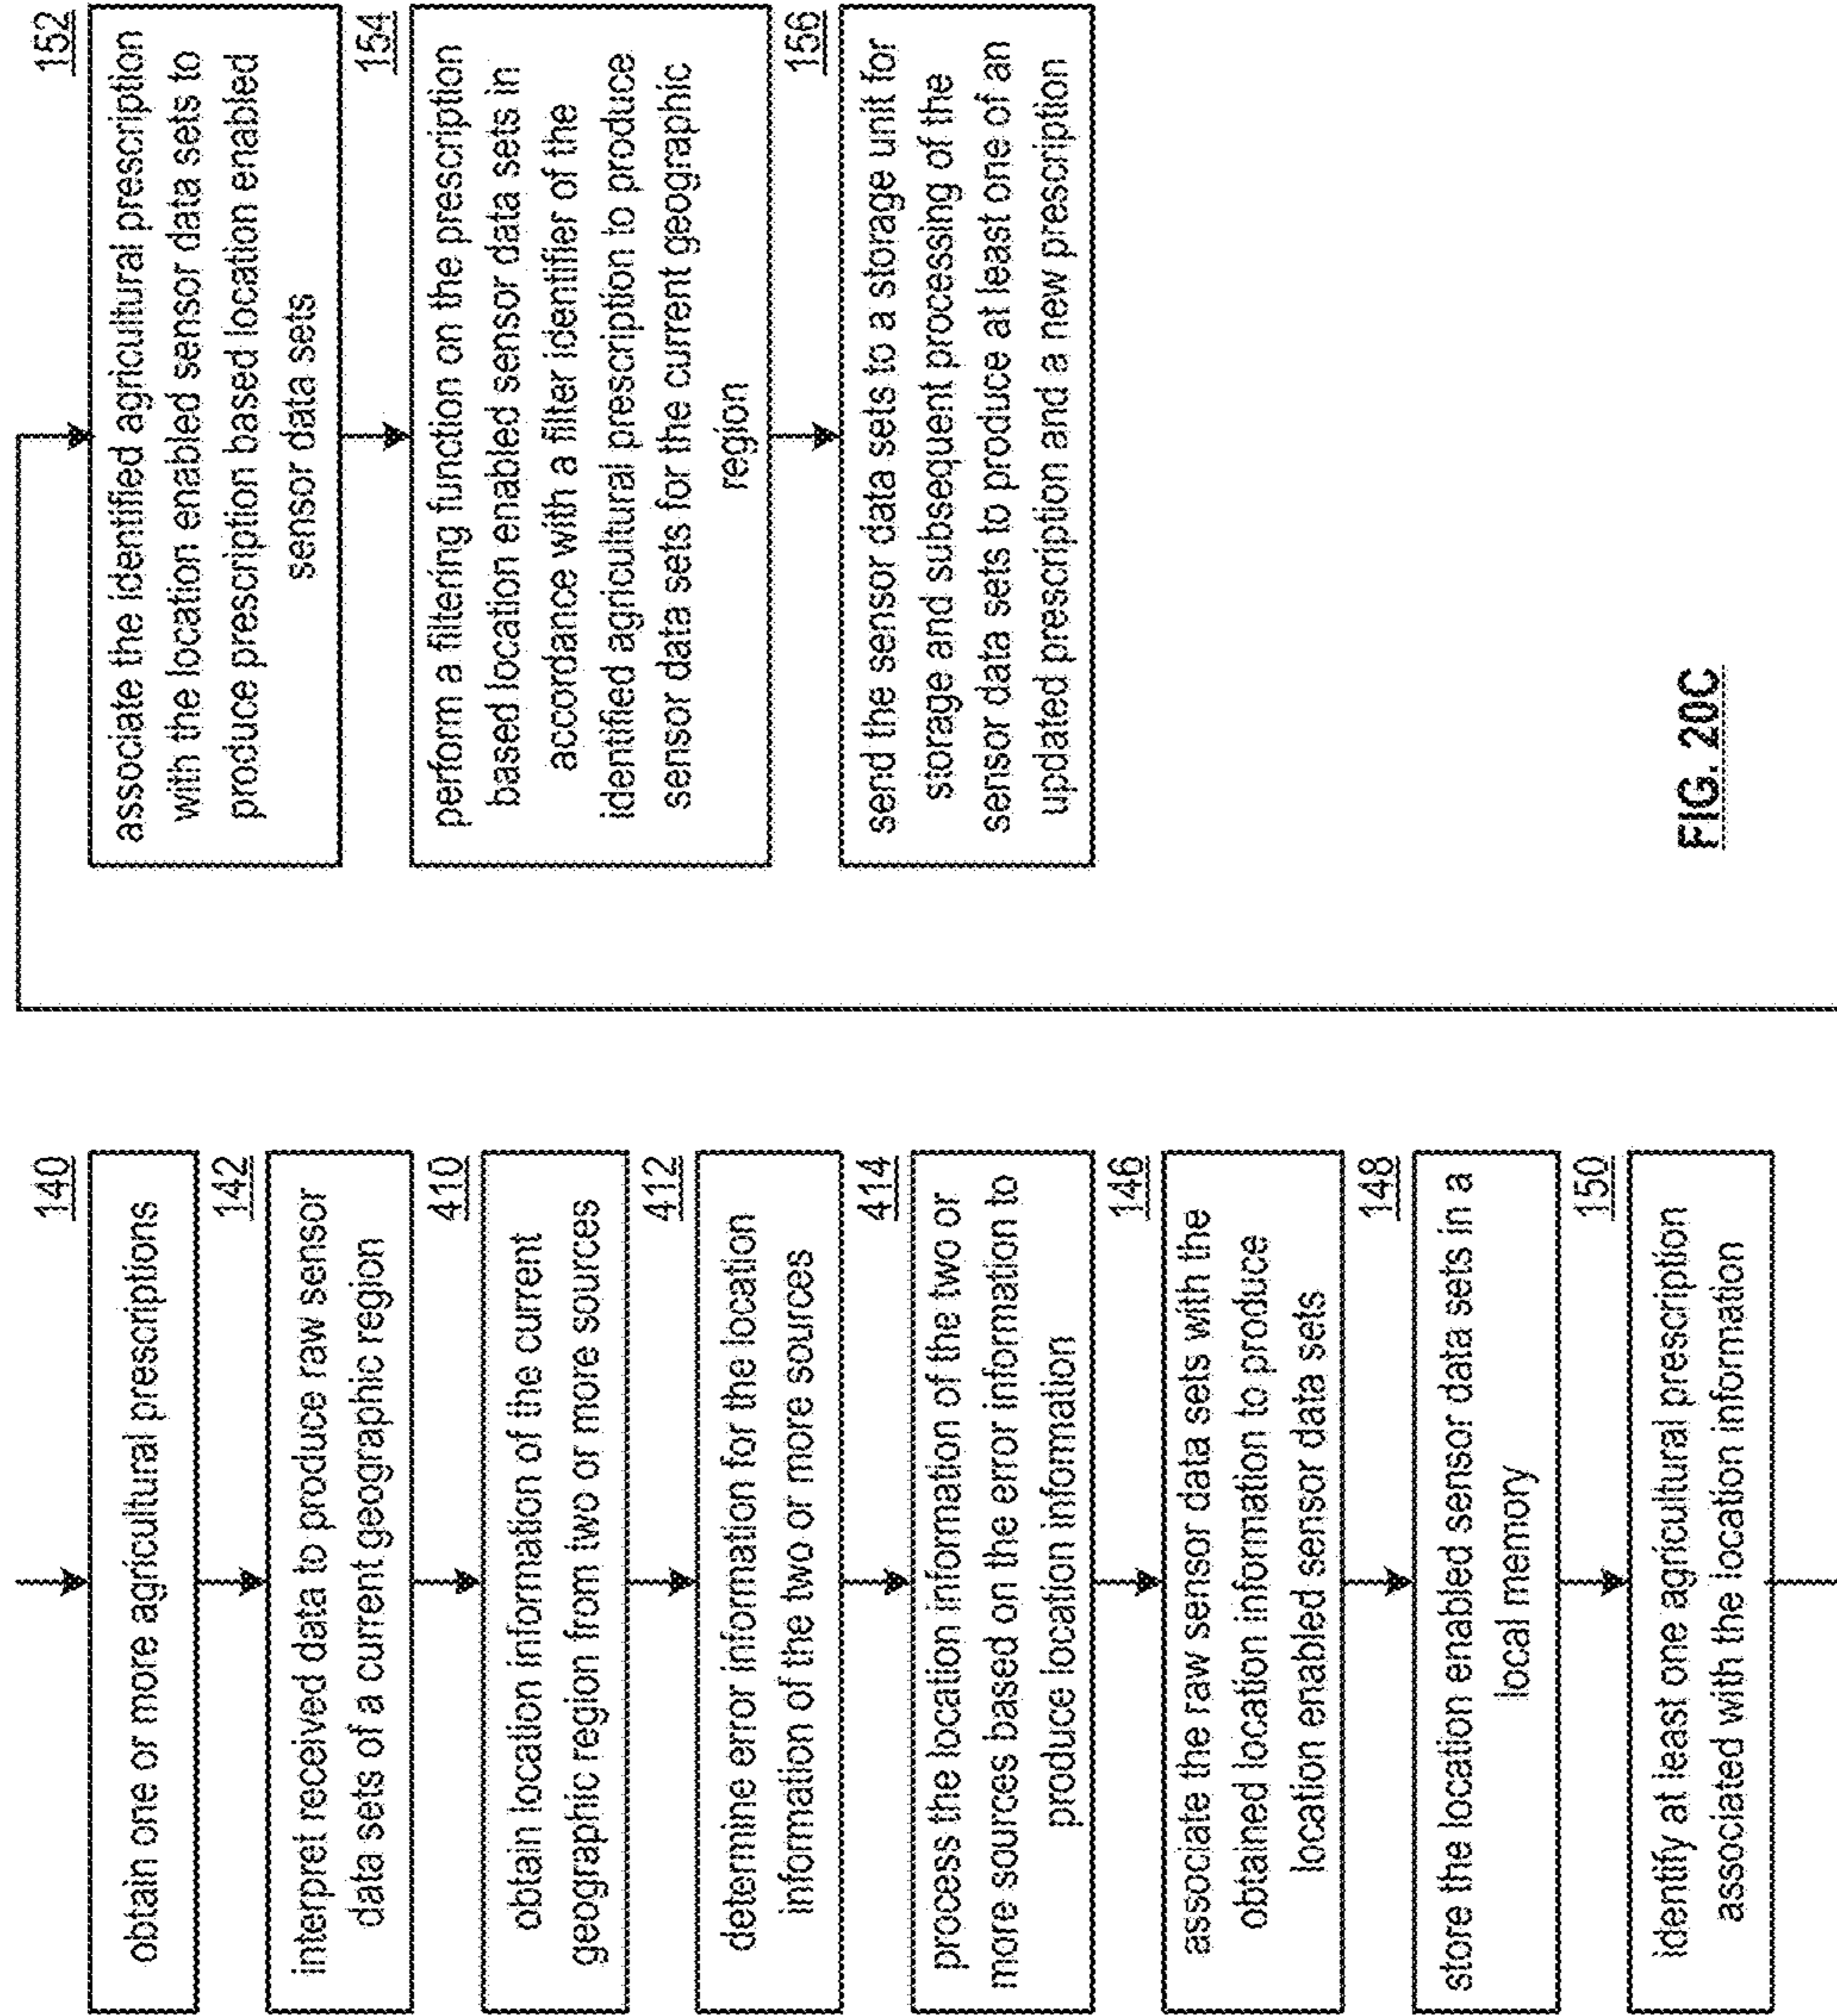 140
obtain one or more agricultural prescriptions
142
interpret received data to produce raw sensor
data sets of a current geographic region
410
obtain location information of the current
geographic region from two or more sources
412
determine error information for the location
information of the two or more sources
414
process the location information of the two or
more sources based on the error information to
produce location information
146
associate the raw sensor data sets with the
obtained location information to produce
location enabled sensor data sets
148
store the location enabled sensor data sets in a
local memory
150
identify at least one agricultural prescription
associated with the location information
152
associate the identified agricultural prescription
with the location enabled sensor data sets to
produce prescription based location enabled
sensor data sets
154
perform a filtering function on the prescription
based location enabled sensor data sets in
accordance with a filter identifier of the
identified agricultural prescription to produce
sensor data sets for the current geographic
region
156
send the sensor data sets to a storage unit for
storage and subsequent processing of the
sensor data sets to produce at least one of an
updated prescription and a new prescription
FIG. 20C